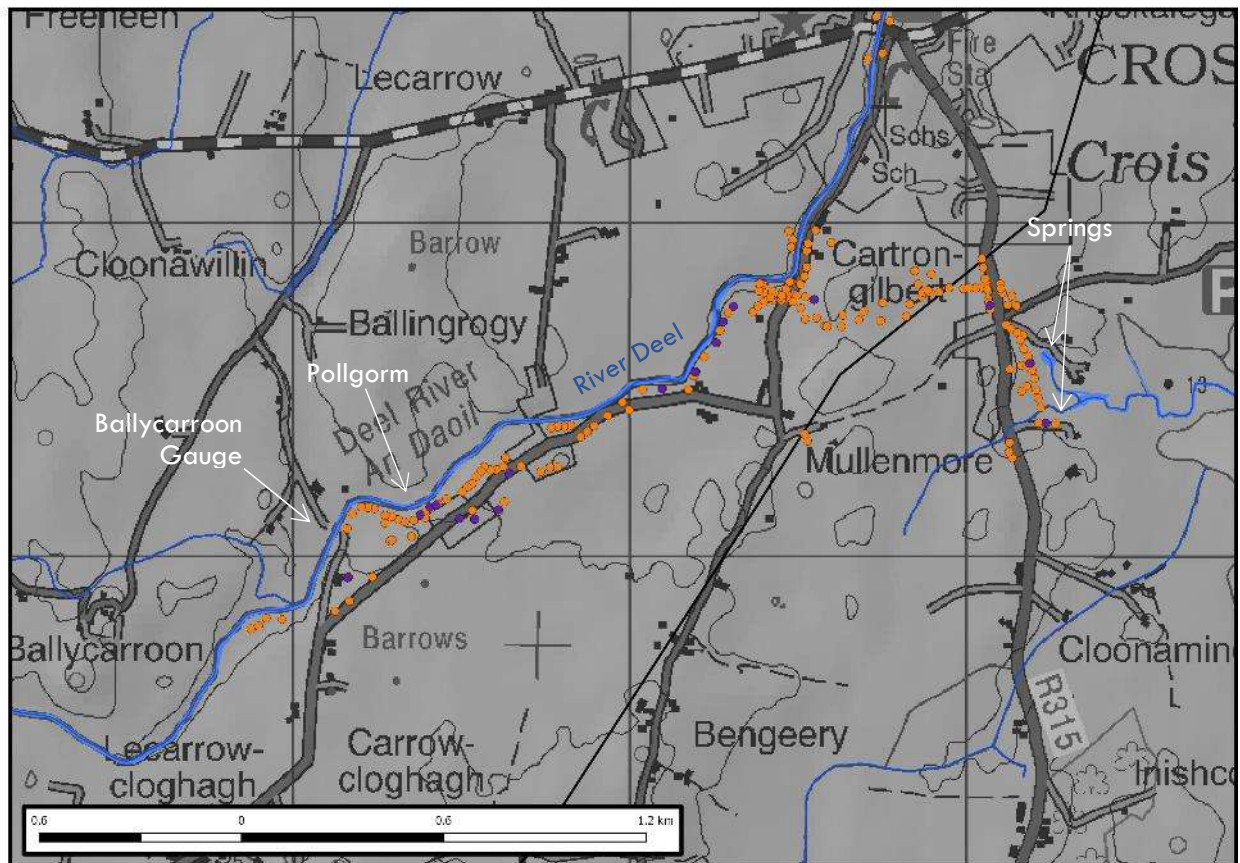 Freeneen
Lecarrow
Fire
Sta
CROS
Schs
Sch
Crois
Springs
Barrow
Cloonawillin
Cartron-
gilbert
P
Ballingrogy
River Deel
Pollgorm
Deel River
An Daoil
13
Ballycarroon
Gauge
Mullenmore
Ballycarroon
Barrows
Cloonamin
L
R315
Lecarrow-
cloghagh
Carrow-
cloghagh
Bengeery
Inishco
0.6
0
0.6
1.2 km